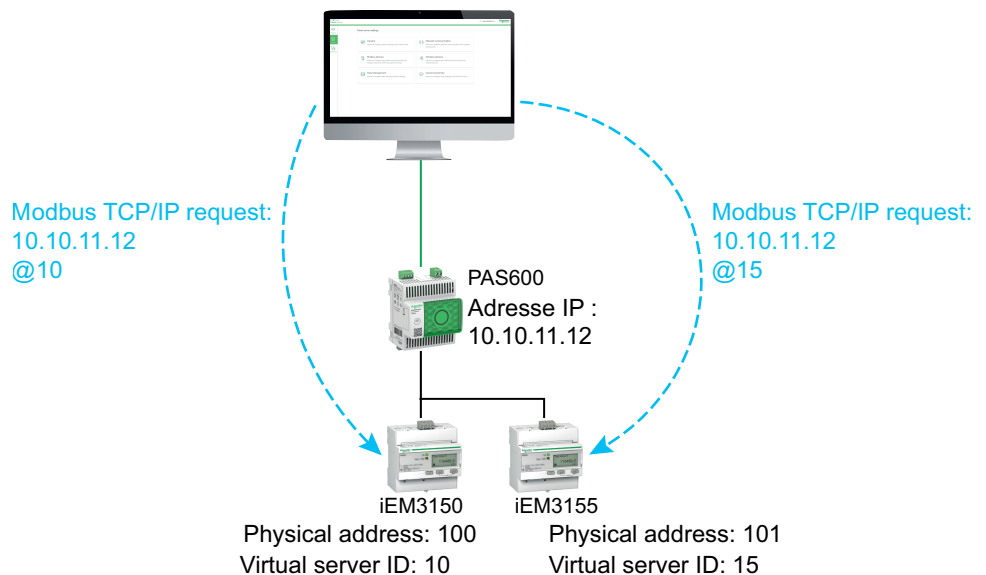 Modbus TCP/IP request:
10.10.11.12
@10
Modbus TCP/IP request:
10.10.11.12
@15
PAS600
Adresse IP :
10.10.11.12
iEM3150
Physical address: 100
Virtual server ID: 10
iEM3155
Physical address: 101
Virtual server ID: 15